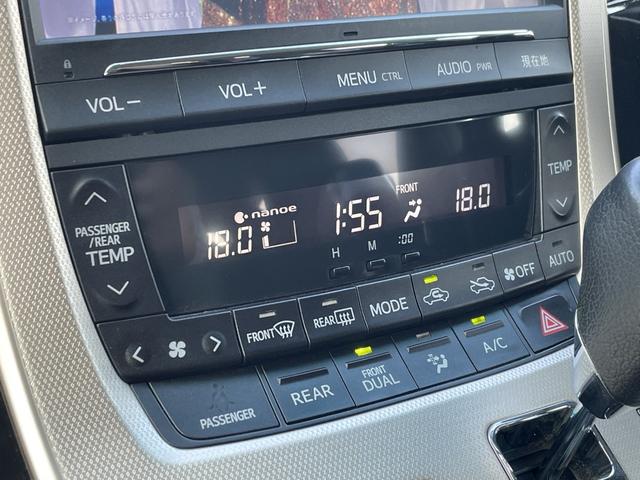 VOL−
VOL+
MENU CTRL
AUDIO PWR
現在地
PASSENGER
/REAR
TEMP
nanoe
18.0
1:55
FRONT
18.0
H
M
:00
TEMP
FRONT
REAR
MODE
OFF
AUTO
PASSENGER
REAR
FRONT
DUAL
A/C